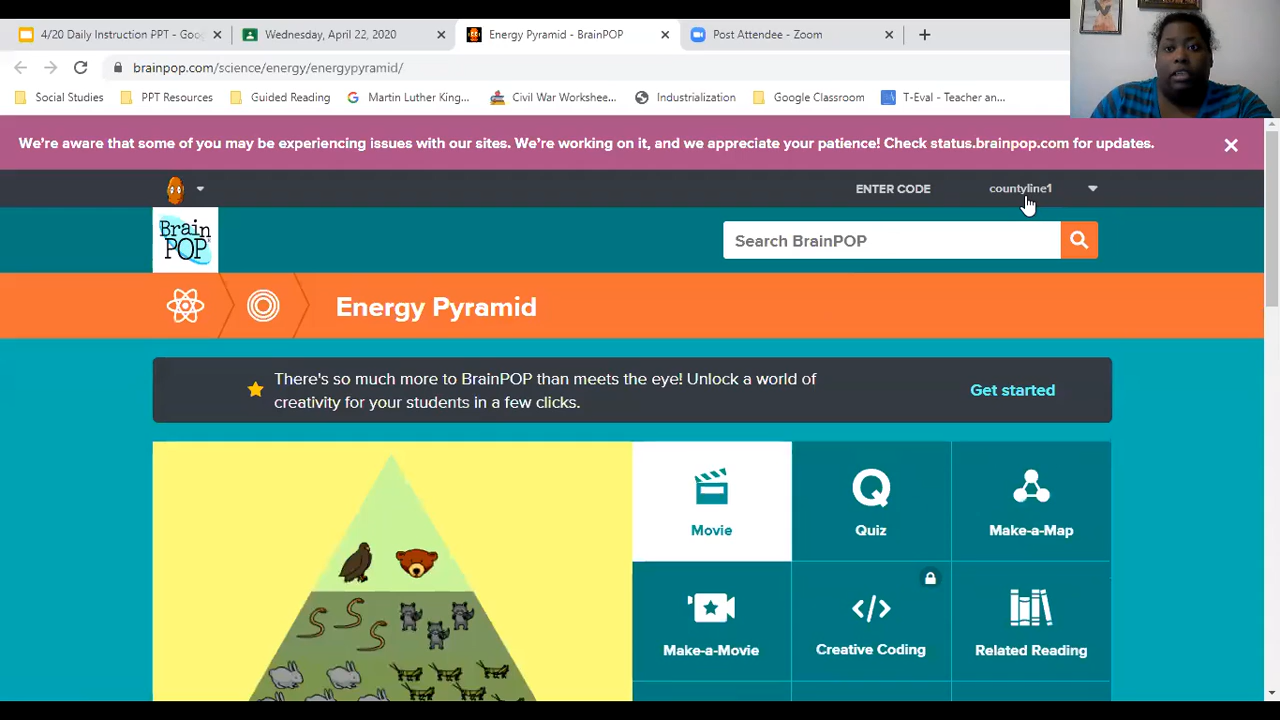 4/20 Daily Instruction PPT - Goo
Wednesday, April 22, 2020
Energy Pyramid - BrainPOP
Post Attendee - Zoom
brainpop.com/science/energy/energypyramid/
Social Studies
PPT Resources
Guided Reading
Martin Luther King...
Civil War Workshee...
Industrialization
Google Classroom
T-Eval - Teacher an...
We're aware that some of you may be experiencing issues with our sites. We're working on it, and we appreciate your patience! Check status.brainpop.com for updates.
ENTER CODE
countyline1
Brain
POP
Search BrainPOP
Energy Pyramid
There's so much more to BrainPOP than meets the eye! Unlock a world of
creativity for your students in a few clicks.
Get started
Movie
Quiz
Make-a-Map
Make-a-Movie
Creative Coding
Related Reading